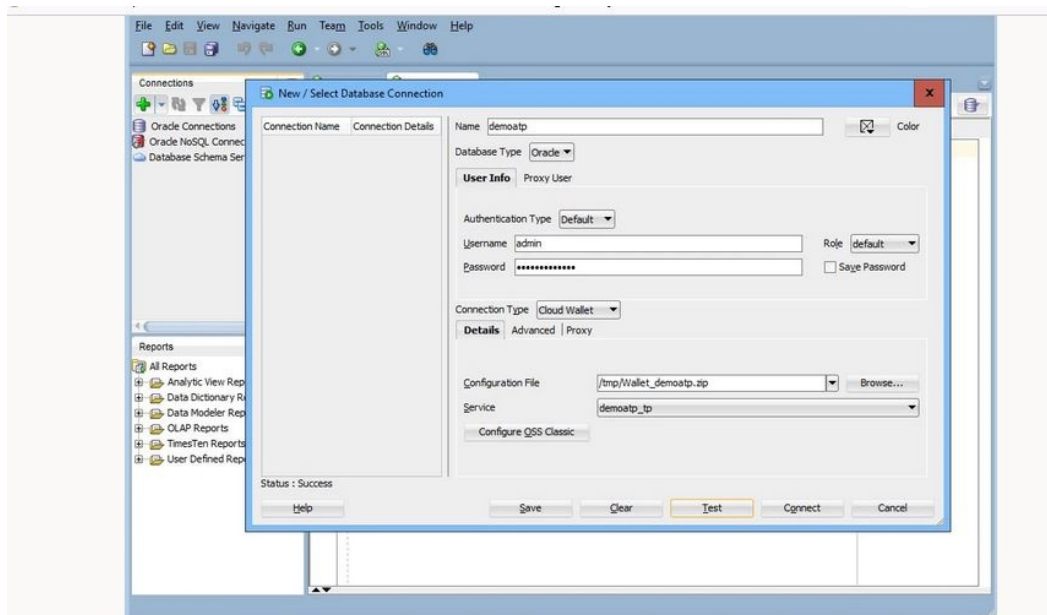 File Edit View Navigate Run Team Tools Window Help
Connections
Oracle Connections
Oracle NoSQL Connec
Database Schema Ser
Reports
All Reports
Analytic View Rep
Data Dictionary R
Data Modeler Rep
OLAP Reports
TimesTen Reports
User Defined Rep
New / Select Database Connection
Connection Name Connection Details
Name demoatp Color
Database Type Oracle
User Info Proxy User
Authentication Type Default
Username admin Role default
Password ••••••••••••• Save Password
Connection Type Cloud Wallet
Details Advanced Proxy
Configuration File /tmp/Wallet_demoatp.zip Browse...
Service demoatp_tp
Configure OSS Classic
Status : Success
Help Save Clear Test Connect Cancel